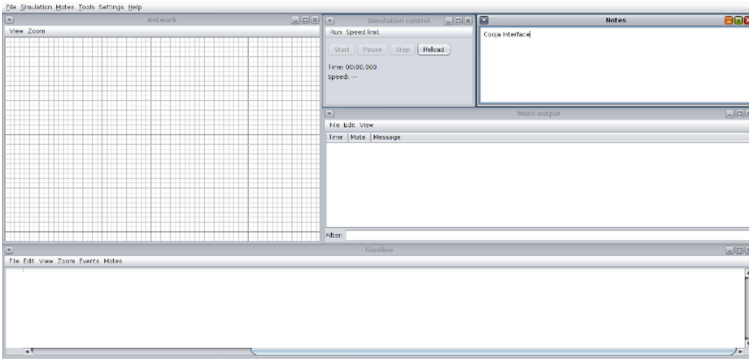 File Simulation Motes Tools Settings Help
Network
View Zoom
Simulation control
Run Speed limit
Start Pause Step Reload
Time: 00:00.000
Speed: ---
Notes
Cooja Interface
Mote output
File Edit View
Time Mote Message
Filter:
Timeline
File Edit View Zoom Events Motes